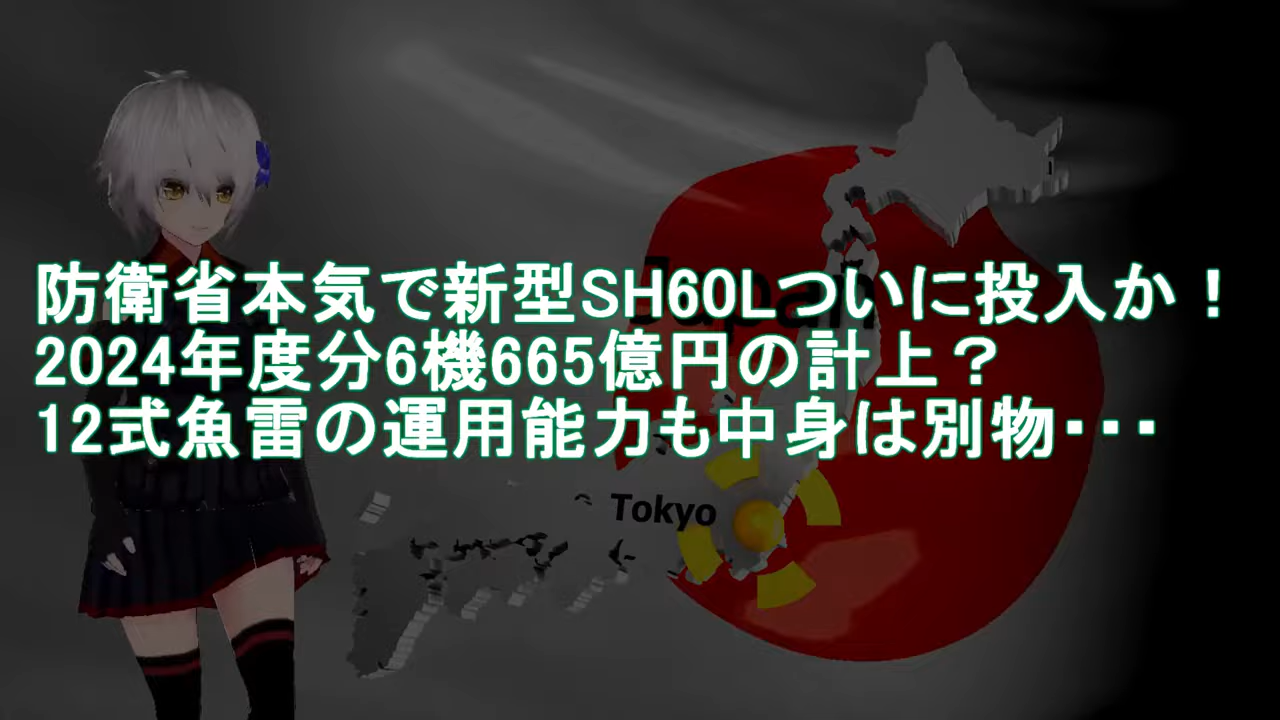 防衛省本気で新型SH60Lついに投入か！
2024年度分6機665億円の計上？
12式魚雷の運用能力も中身は別物・・・
Japan
Tokyo